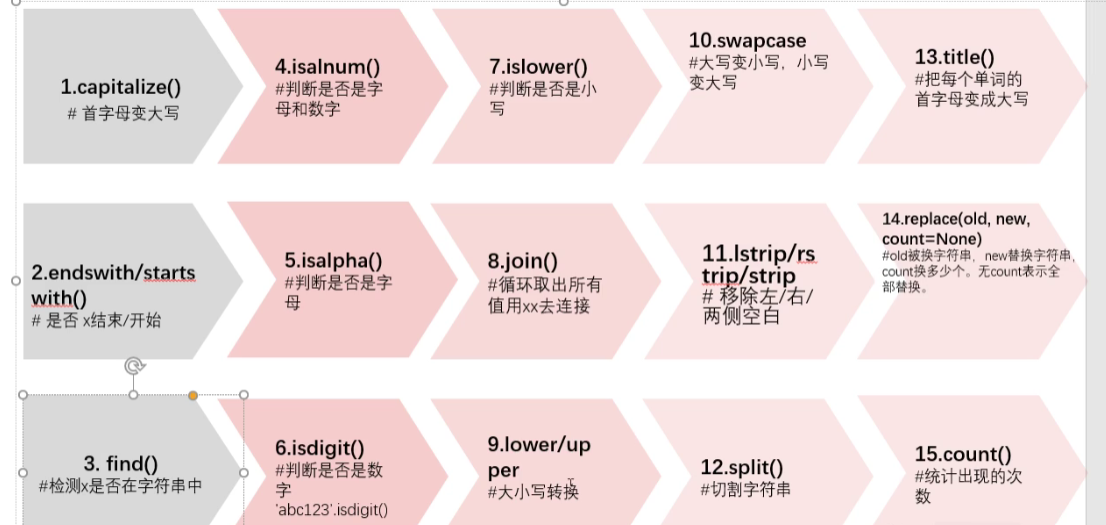 1.capitalize()
# 首字母变大写
4.isalnum()
#判断是否是字
母和数字
7.islower()
#判断是否是小
写
10.swapcase
#大写变小写，小写
变大写
13.title()
#把每个单词的
首字母变成大写
2.endswith/starts
with()
# 是否 x结束/开始
5.isalpha()
#判断是否是字
母
8.join()
#循环取出所有
值用xx去连接
11.lstrip/rs
trip/strip
# 移除左/右/
两侧空白
14.replace(old, new,
count=None)
#old被换字符串，new替换字符串，
count换多少个。无count表示全
部替换。
3. find()
#检测x是否在字符串中
6.isdigit()
#判断是否是数
字
'abc123'.isdigit()
9.lower/up
per
#大小写转换
12.split()
#切割字符串
15.count()
#统计出现的次
数